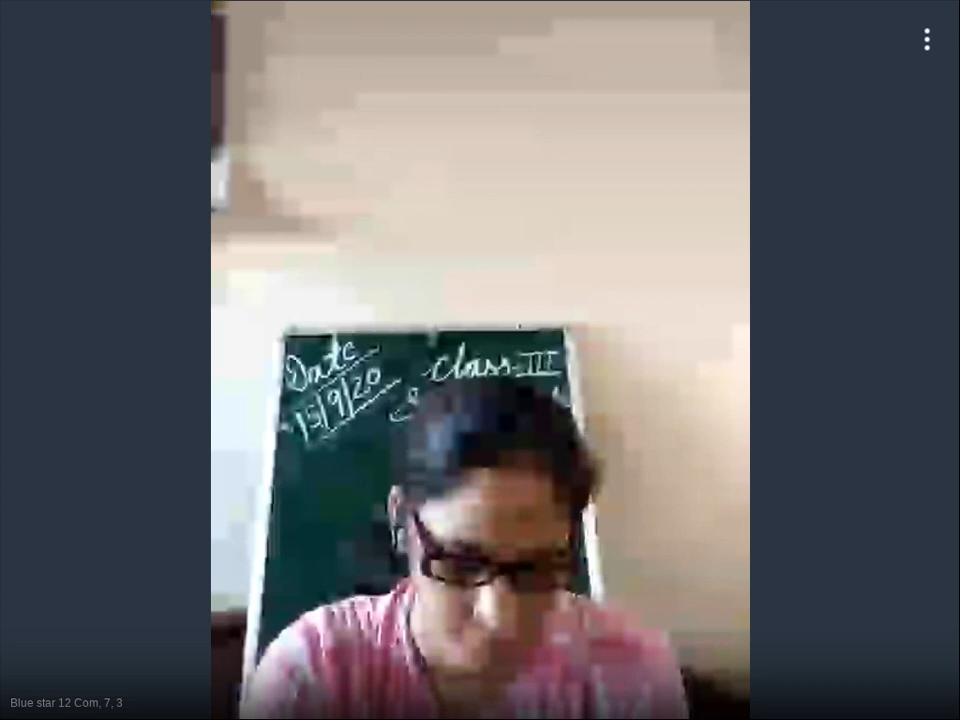 Date
15/9/20
Class-III
Blue star 12 Com, 7, 3